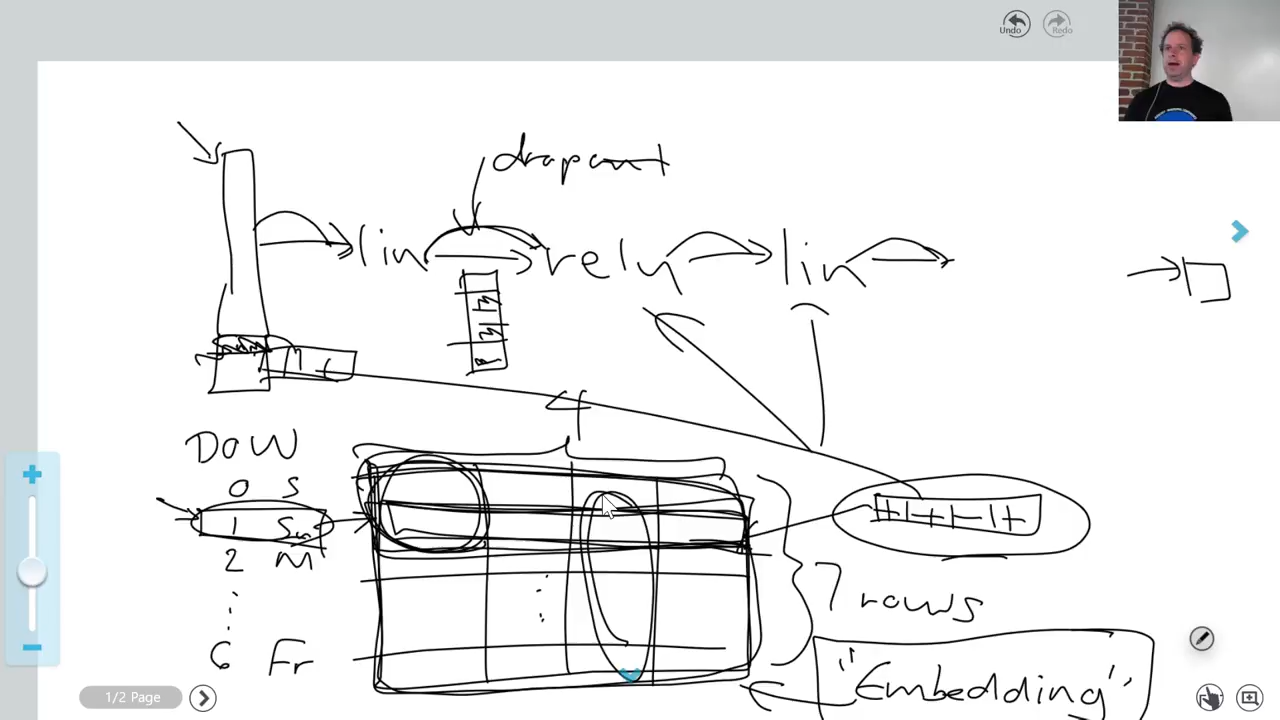 Undo Redo
dropout
lin relu lin
4
DOW
0 S
1 Sun
2 M
6 Fr
7 rows
"Embedding"
1/2 Page